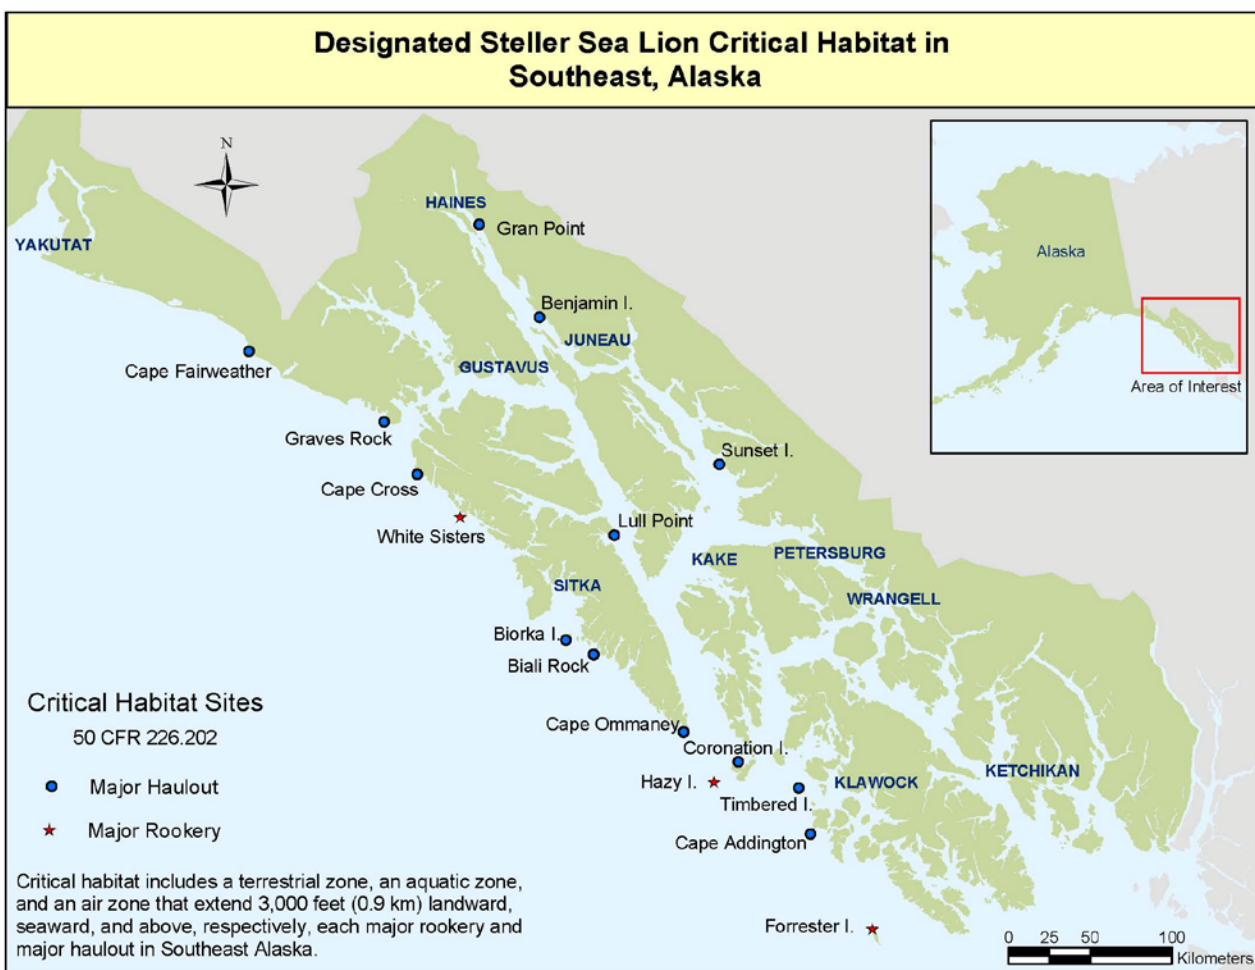 Designated Steller Sea Lion Critical Habitat in
Southeast, Alaska
N
HAINES
Gran Point
YAKUTAT
Alaska
Benjamin I.
JUNEAU
Cape Fairweather
GUSTAVUS
Area of Interest
Graves Rock
Sunset I.
Cape Cross
White Sisters
Lull Point
KAKE
PETERSBURG
SITKA
WRANGELL
Biorka I.
Biali Rock
Critical Habitat Sites
50 CFR 226.202
Cape Ommaney
Coronation I.
Major Haulout
Hazy I.
Timbered I.
KLAWOCK
KETCHIKAN
Major Rookery
Cape Addington
Critical habitat includes a terrestrial zone, an aquatic zone,
and an air zone that extend 3,000 feet (0.9 km) landward,
seaward, and above, respectively, each major rookery and
major haulout in Southeast Alaska.
Forrester I.
0 25 50 100
Kilometers